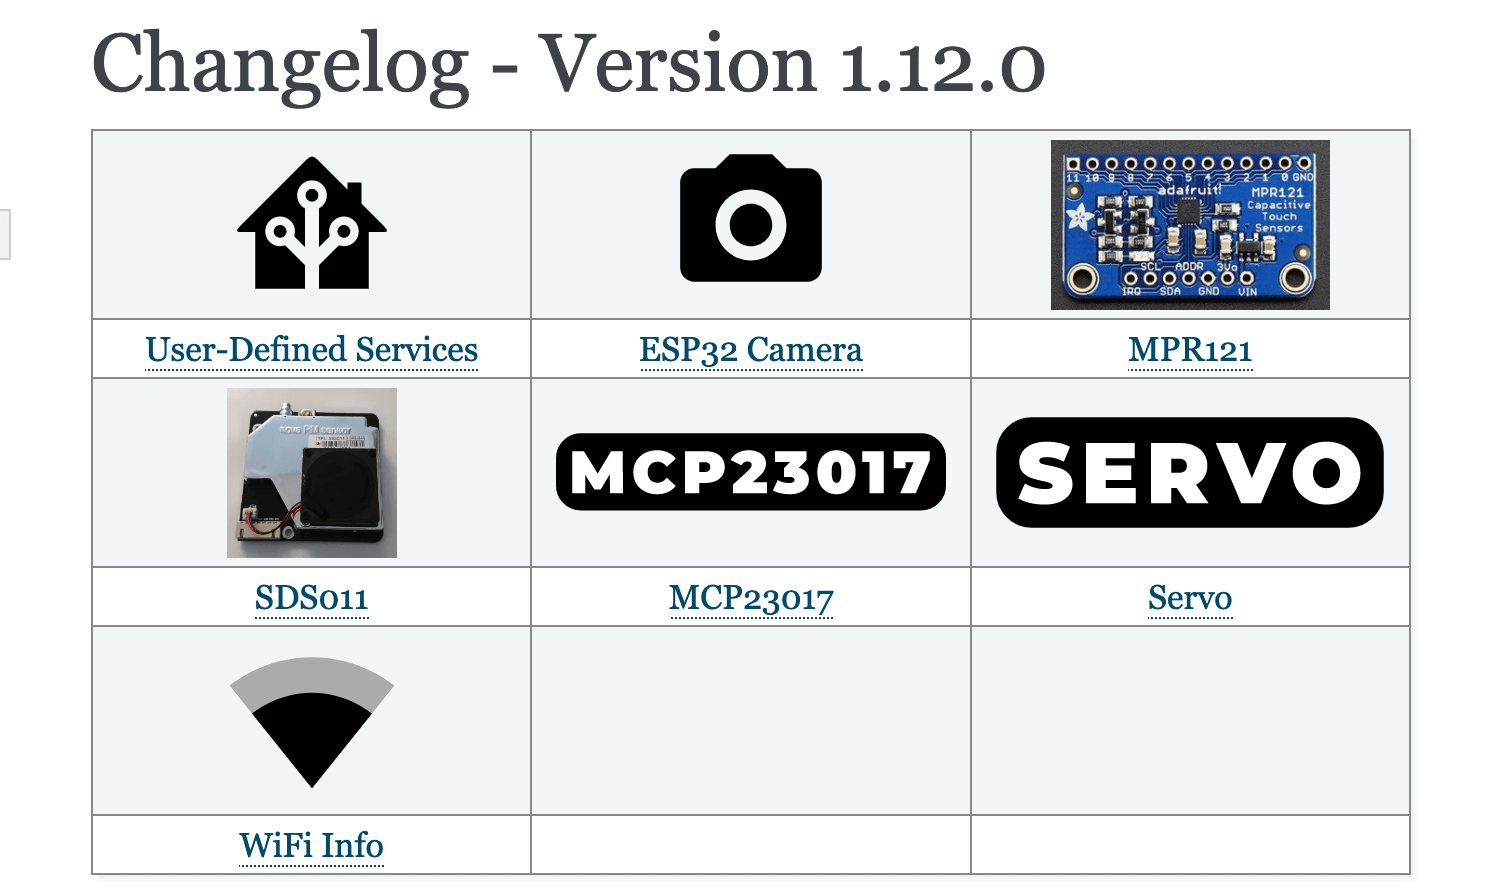 Changelog - Version 1.12.0
11 10 9 8 7 6 5 4 3 2 1 0 GND
adafruit!
MPR121
Capacitive
Touch
Sensors
SCL ADDR 3Vo
IRQ SDA GND VIN
User-Defined Services
ESP32 Camera
MPR121
nova PM sensor
MCP23017
SERVO
SDS011
MCP23017
Servo
WiFi Info